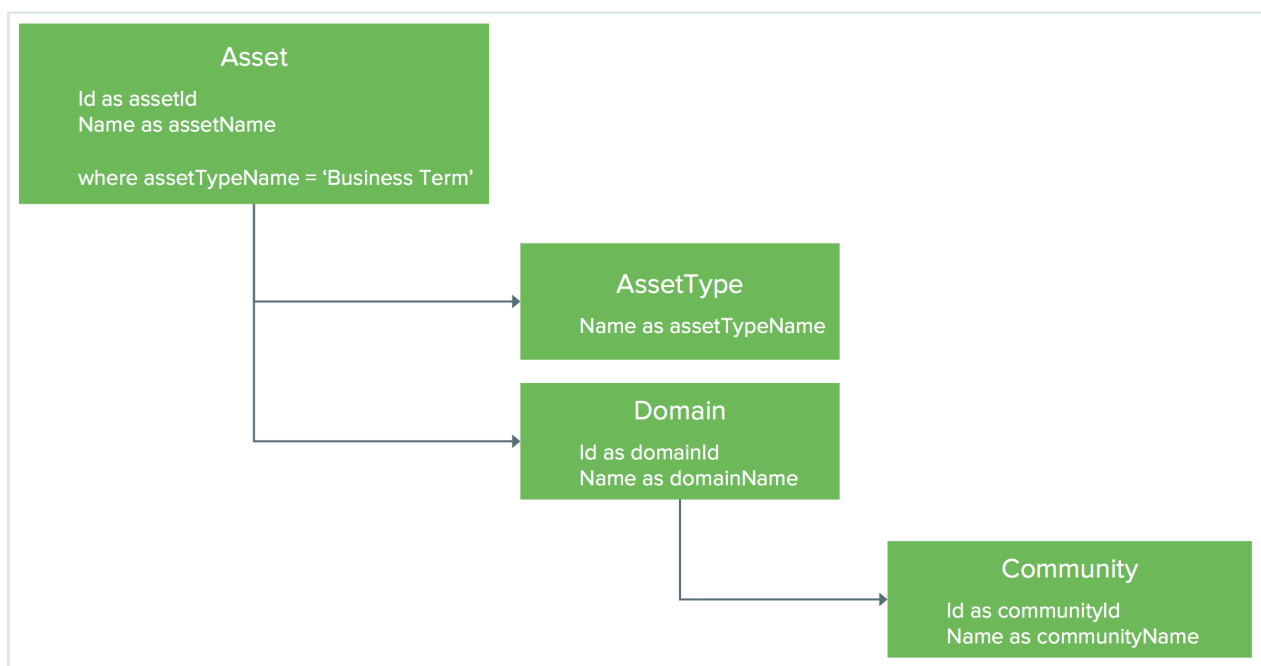 Asset
Id as assetId
Name as assetName
where assetTypeName = ‘Business Term’
AssetType
Name as assetTypeName
Domain
Id as domainId
Name as domainName
Community
Id as communityId
Name as communityName